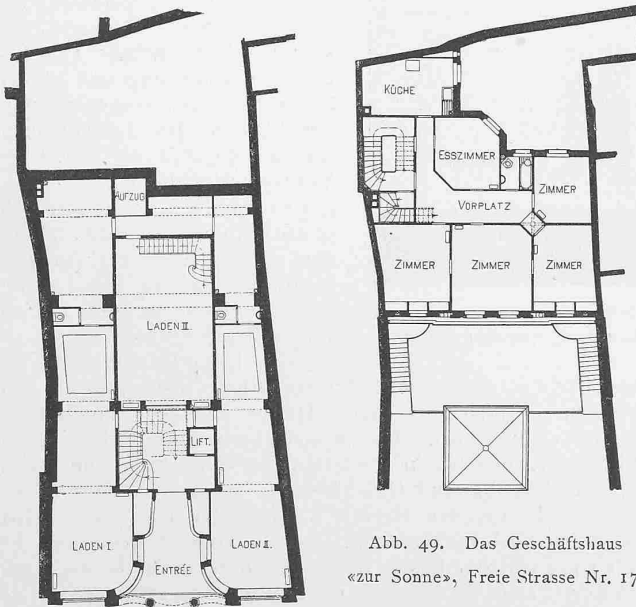 AUFZUG
LADEN III.
LIFT.
LADEN I.
ENTRÉE
LADEN II.
KÜCHE
ESSZIMMER
ZIMMER
VORPLATZ
ZIMMER
ZIMMER
ZIMMER
Abb. 49. Das Geschäftshaus
«zur Sonne», Freie Strasse Nr. 17